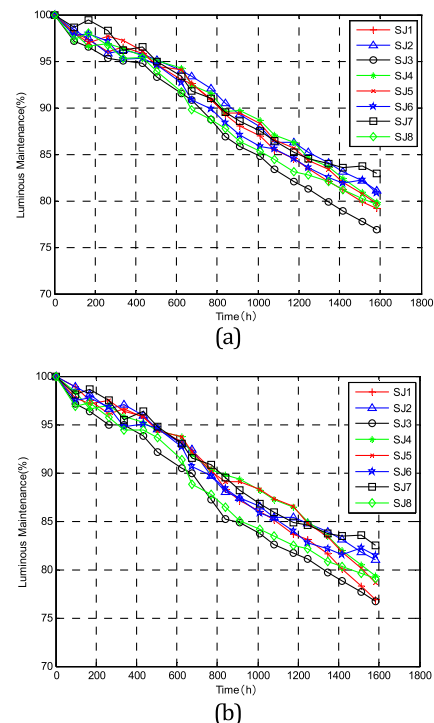 100
95
90
85
80
75
70
Luminous Maintenance(%)
SJ1
SJ2
SJ3
SJ4
SJ5
SJ6
SJ7
SJ8
0 200 400 600 800 1000 1200 1400 1600 1800
Time(h)
(a)
100
95
90
85
80
75
70
Luminous Maintenance(%)
SJ1
SJ2
SJ3
SJ4
SJ5
SJ6
SJ7
SJ8
0 200 400 600 800 1000 1200 1400 1600 1800
Time(h)
(b)